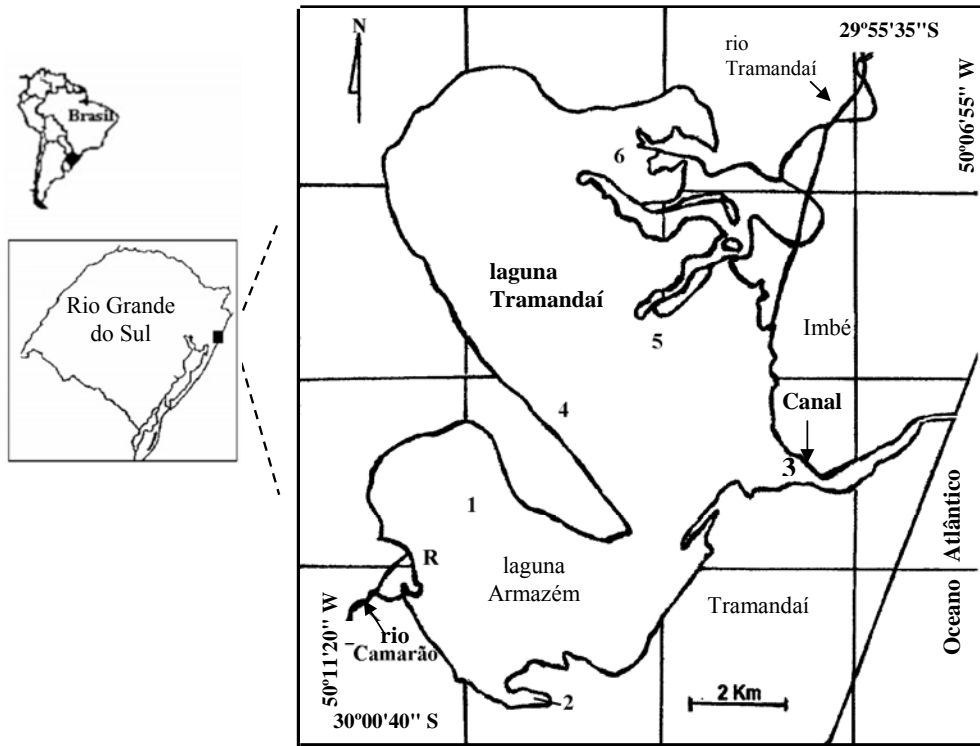 Brasil
Rio Grande
do Sul
N
29º55'35"S
rio
Tramandaí
50º06'55" W
6
laguna
Tramandaí
5
Imbé
4
Canal
3
1
R
laguna
Armazém
Tramandaí
Oceano Atlântico
rio
Camarão
50º11'20" W
2
30º00'40" S
2 Km